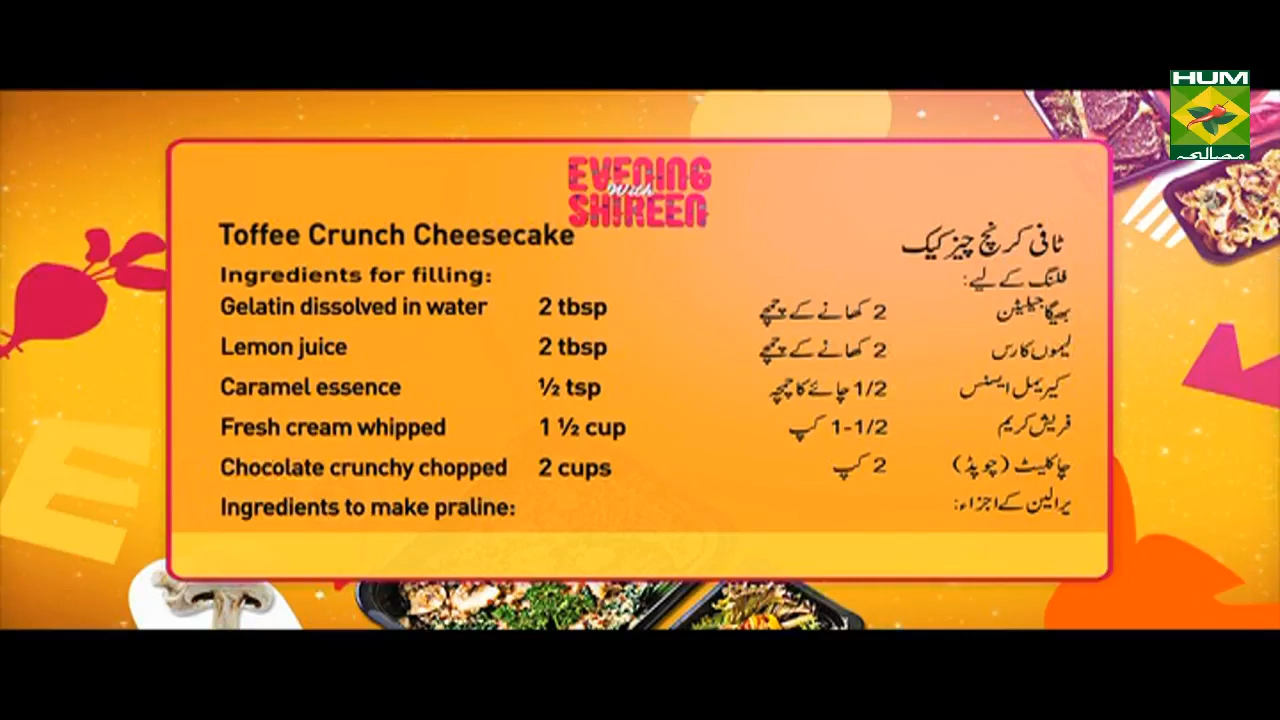 HUM
مصالحہ
EVENING
With
SHIREEN
Toffee Crunch Cheesecake ٹافی کرنچ چیز کیک
Ingredients for filling: فلنگ کے لیے:
Gelatin dissolved in water 2 tbsp بھیگا جیلیٹن 2 کھانے کے چمچے
Lemon juice 2 tbsp لیموں کا رس 2 کھانے کے چمچے
Caramel essence ½ tsp کیریمل ایسنس 1/2 چائے کا چمچہ
Fresh cream whipped 1 ½ cup فریش کریم 1-1/2 کپ
Chocolate crunchy chopped 2 cups چاکلیٹ (چوپڈ) 2 کپ
Ingredients to make praline: پرالین کے اجزاء: